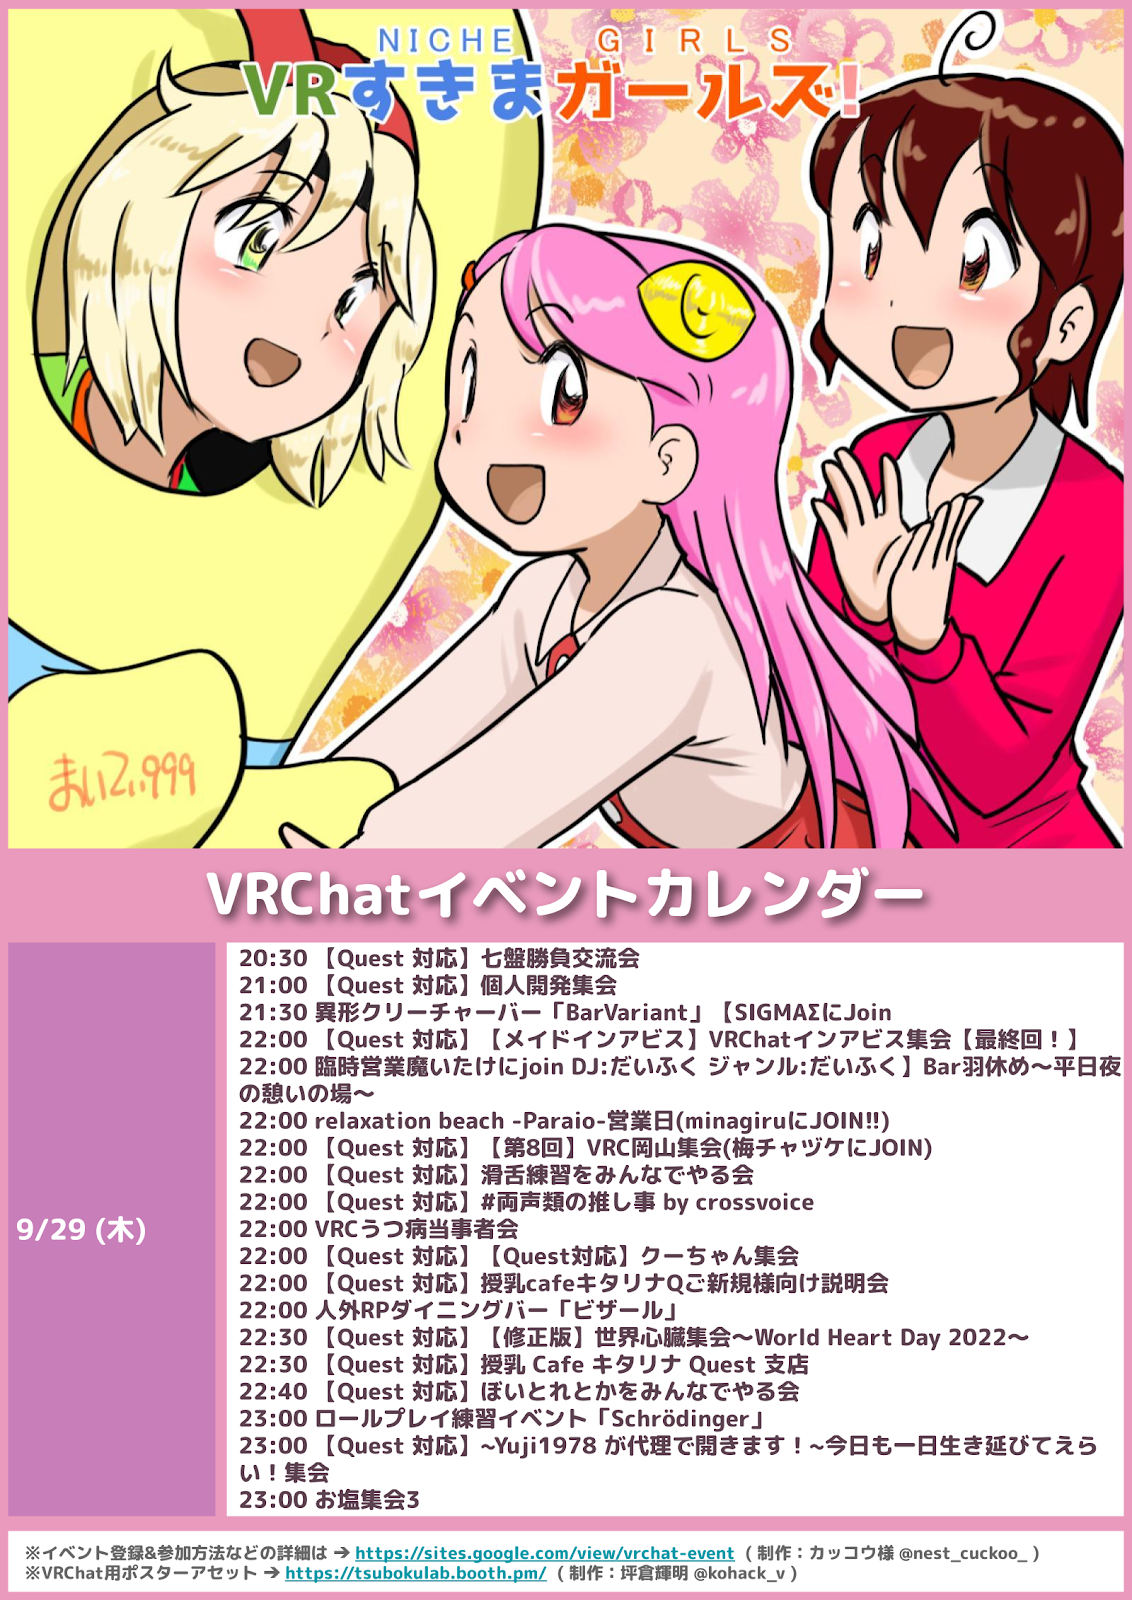 NICHE GIRLS
VRすきまガールズ!
まいてぃ999
VRChatイベントカレンダー
9/29 (木)
20:30 【Quest 対応】七盤勝負交流会
21:00 【Quest 対応】個人開発集会
21:30 異形クリーチャーバー「BarVariant」【SIGMAΣにJoin
22:00 【Quest 対応】【メイドインアビス】VRChatインアビス集会【最終回！】
22:00 臨時営業魔いたけにjoin DJ:だいふく ジャンル:だいふく】Bar羽休め～平日夜
の憩いの場～
22:00 relaxation beach -Paraio-営業日(minagiruにJOIN!!)
22:00 【Quest 対応】【第8回】VRC岡山集会(梅チャヅケにJOIN)
22:00 【Quest 対応】滑舌練習をみんなでやる会
22:00 【Quest 対応】#両声類の推し事 by crossvoice
22:00 VRCうつ病当事者会
22:00 【Quest 対応】【Quest対応】くーちゃん集会
22:00 【Quest 対応】授乳cafeキタリナQご新規様向け説明会
22:00 人外RPダイニングバー「ビザール」
22:30 【Quest 対応】【修正版】世界心臓集会～World Heart Day 2022～
22:30 【Quest 対応】授乳 Cafe キタリナ Quest 支店
22:40 【Quest 対応】ぼいとれとかをみんなでやる会
23:00 ロールプレイ練習イベント「Schrödinger」
23:00 【Quest 対応】~Yuji1978 が代理で開きます！~今日も一日生き延びてえら
い！集会
23:00 お塩集会3
※イベント登録&参加方法などの詳細は → https://sites.google.com/view/vrchat-event ( 制作：カッコウ様 @nest_cuckoo_ )
※VRChat用ポスターアセット → https://tsubokulab.booth.pm/ ( 制作：坪倉輝明 @kohack_v )